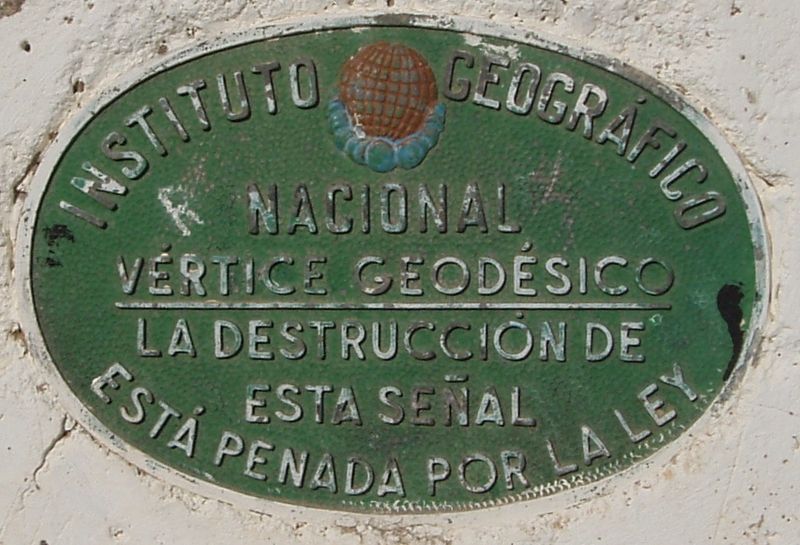 INSTITUTO GEOGRÁFICO
NACIONAL
VÉRTICE GEODÉSICO
LA DESTRUCCIÓN DE
ESTA SEÑAL
ESTÁ PENADA POR LA LEY